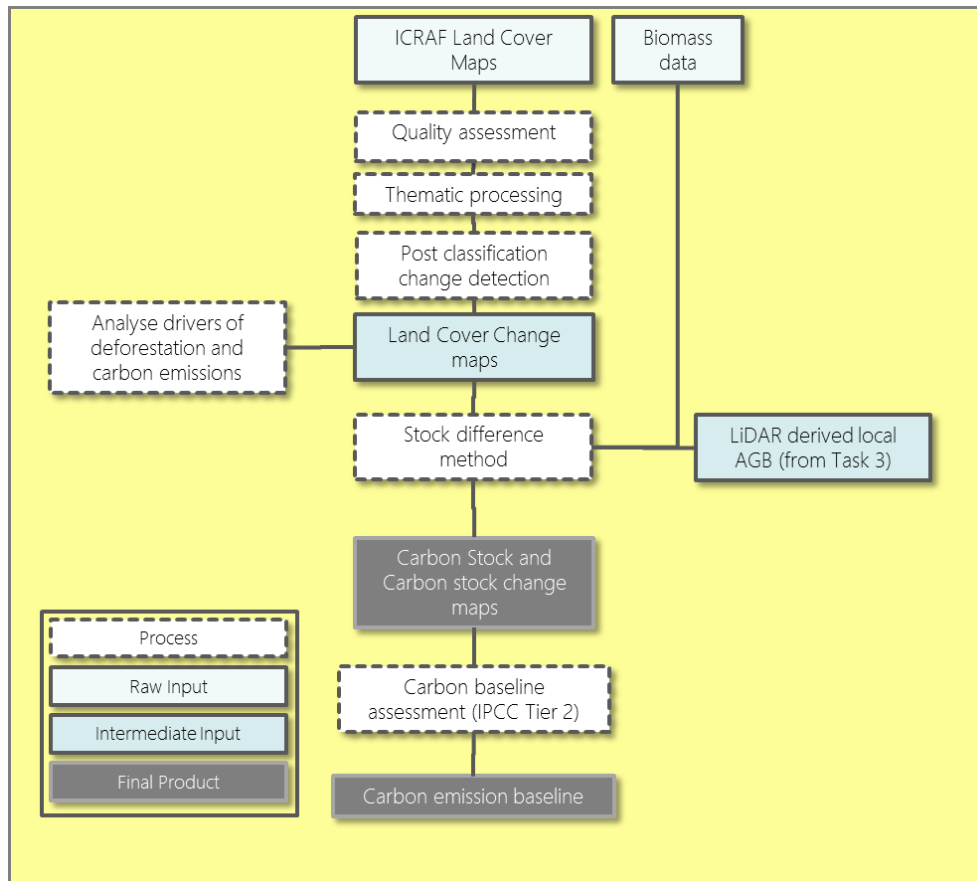 ICRAF Land Cover
Maps
Biomass
data
Quality assessment
Thematic processing
Post classification
change detection
Analyse drivers of
deforestation and
carbon emissions
Land Cover Change
maps
Stock difference
method
LiDAR derived local
AGB (from Task 3)
Carbon Stock and
Carbon stock change
maps
Process
Raw Input
Intermediate Input
Final Product
Carbon baseline
assessment (IPCC Tier 2)
Carbon emission baseline